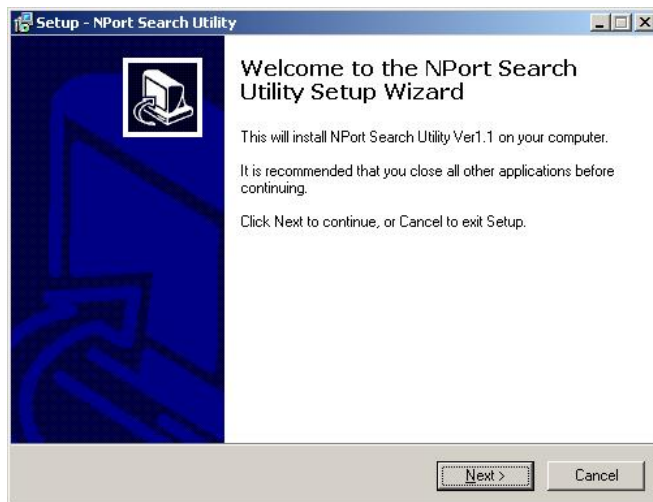 Setup - NPort Search Utility
Welcome to the NPort Search
Utility Setup Wizard
This will install NPort Search Utility Ver1.1 on your computer.
It is recommended that you close all other applications before
continuing.
Click Next to continue, or Cancel to exit Setup.
Next > Cancel